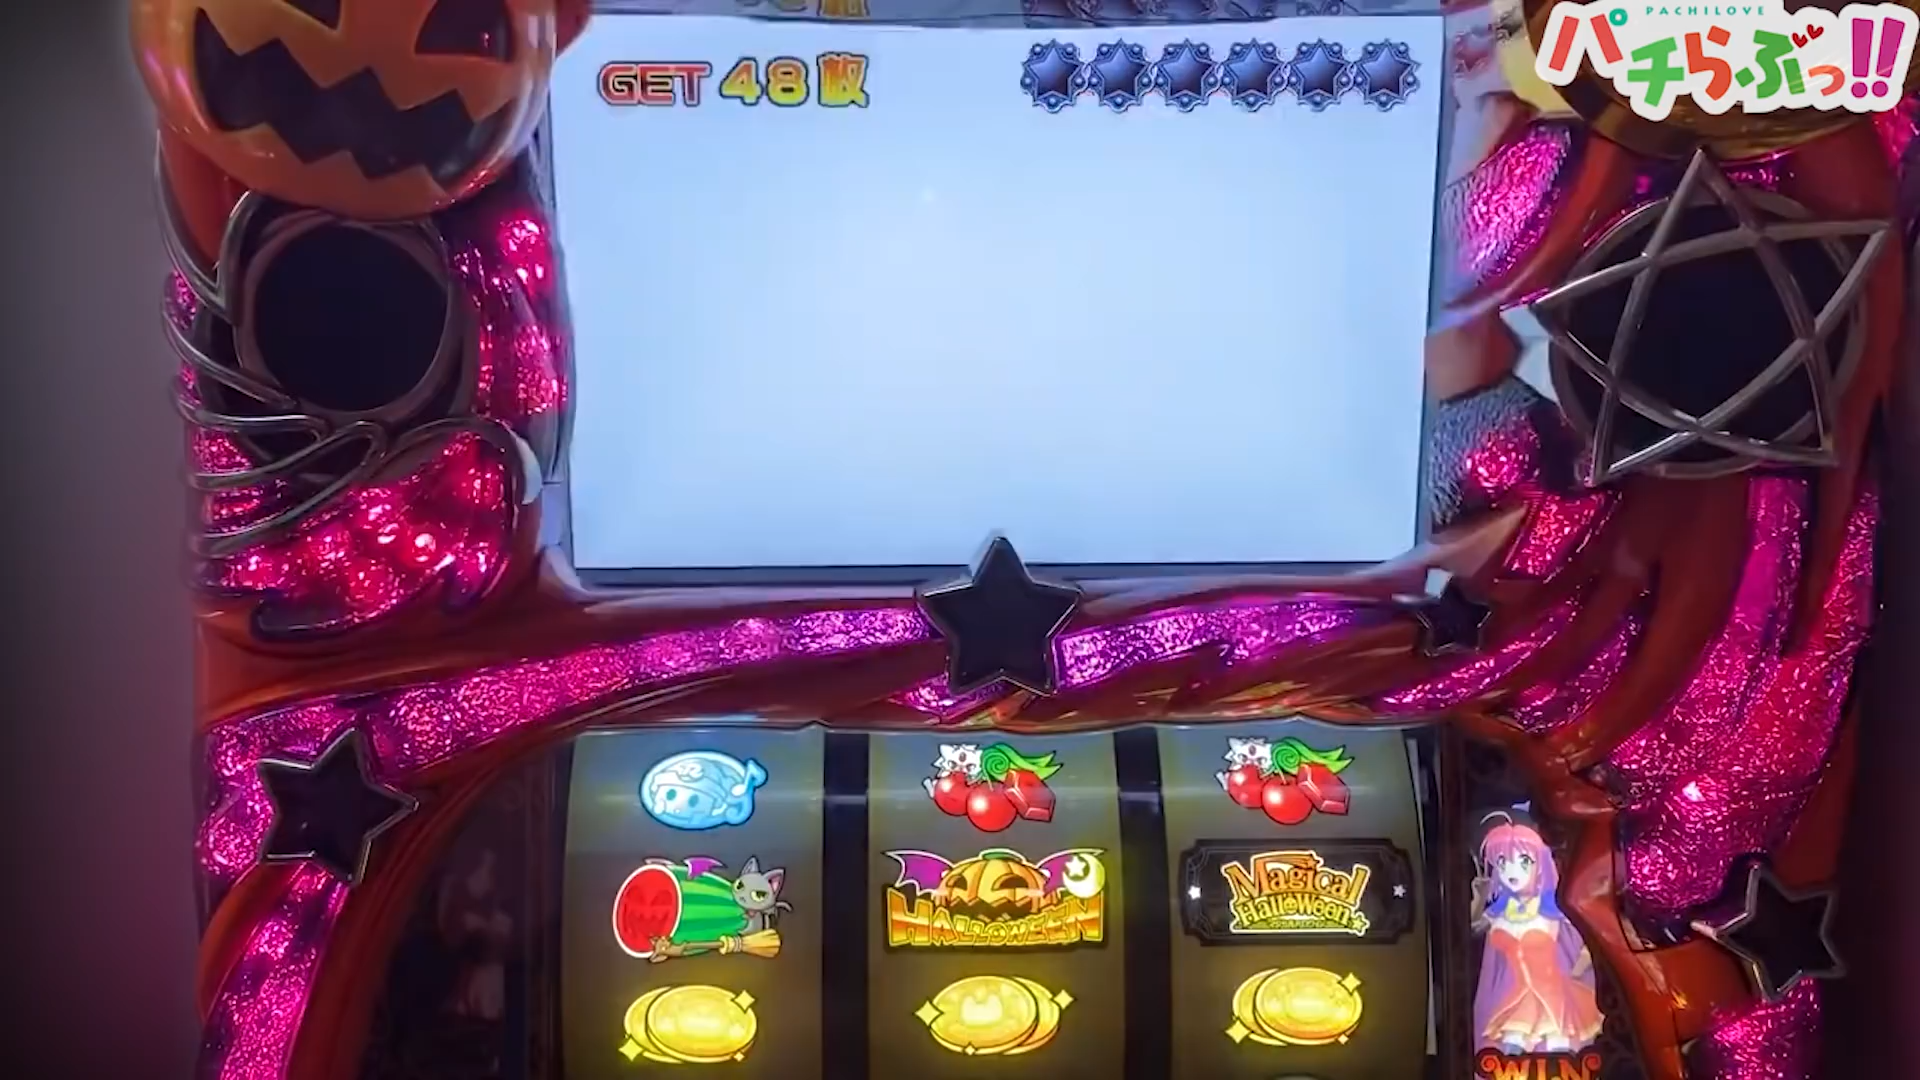 PACHILOVE
パチらぶっ!!
GET 48枚
HALLOWEEN
Magical
Halloween
WIN